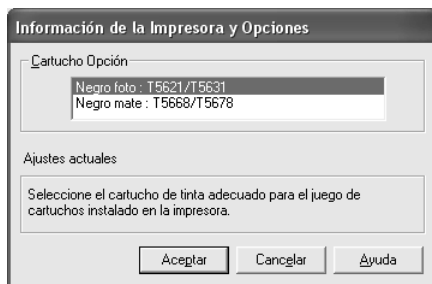 Información de la Impresora y Opciones
Cartucho Opción
Negro foto : T5621/T5631
Negro mate : T5668/T5678
Ajustes actuales
Seleccione el cartucho de tinta adecuado para el juego de
cartuchos instalado en la impresora.
Aceptar Cancelar Ayuda